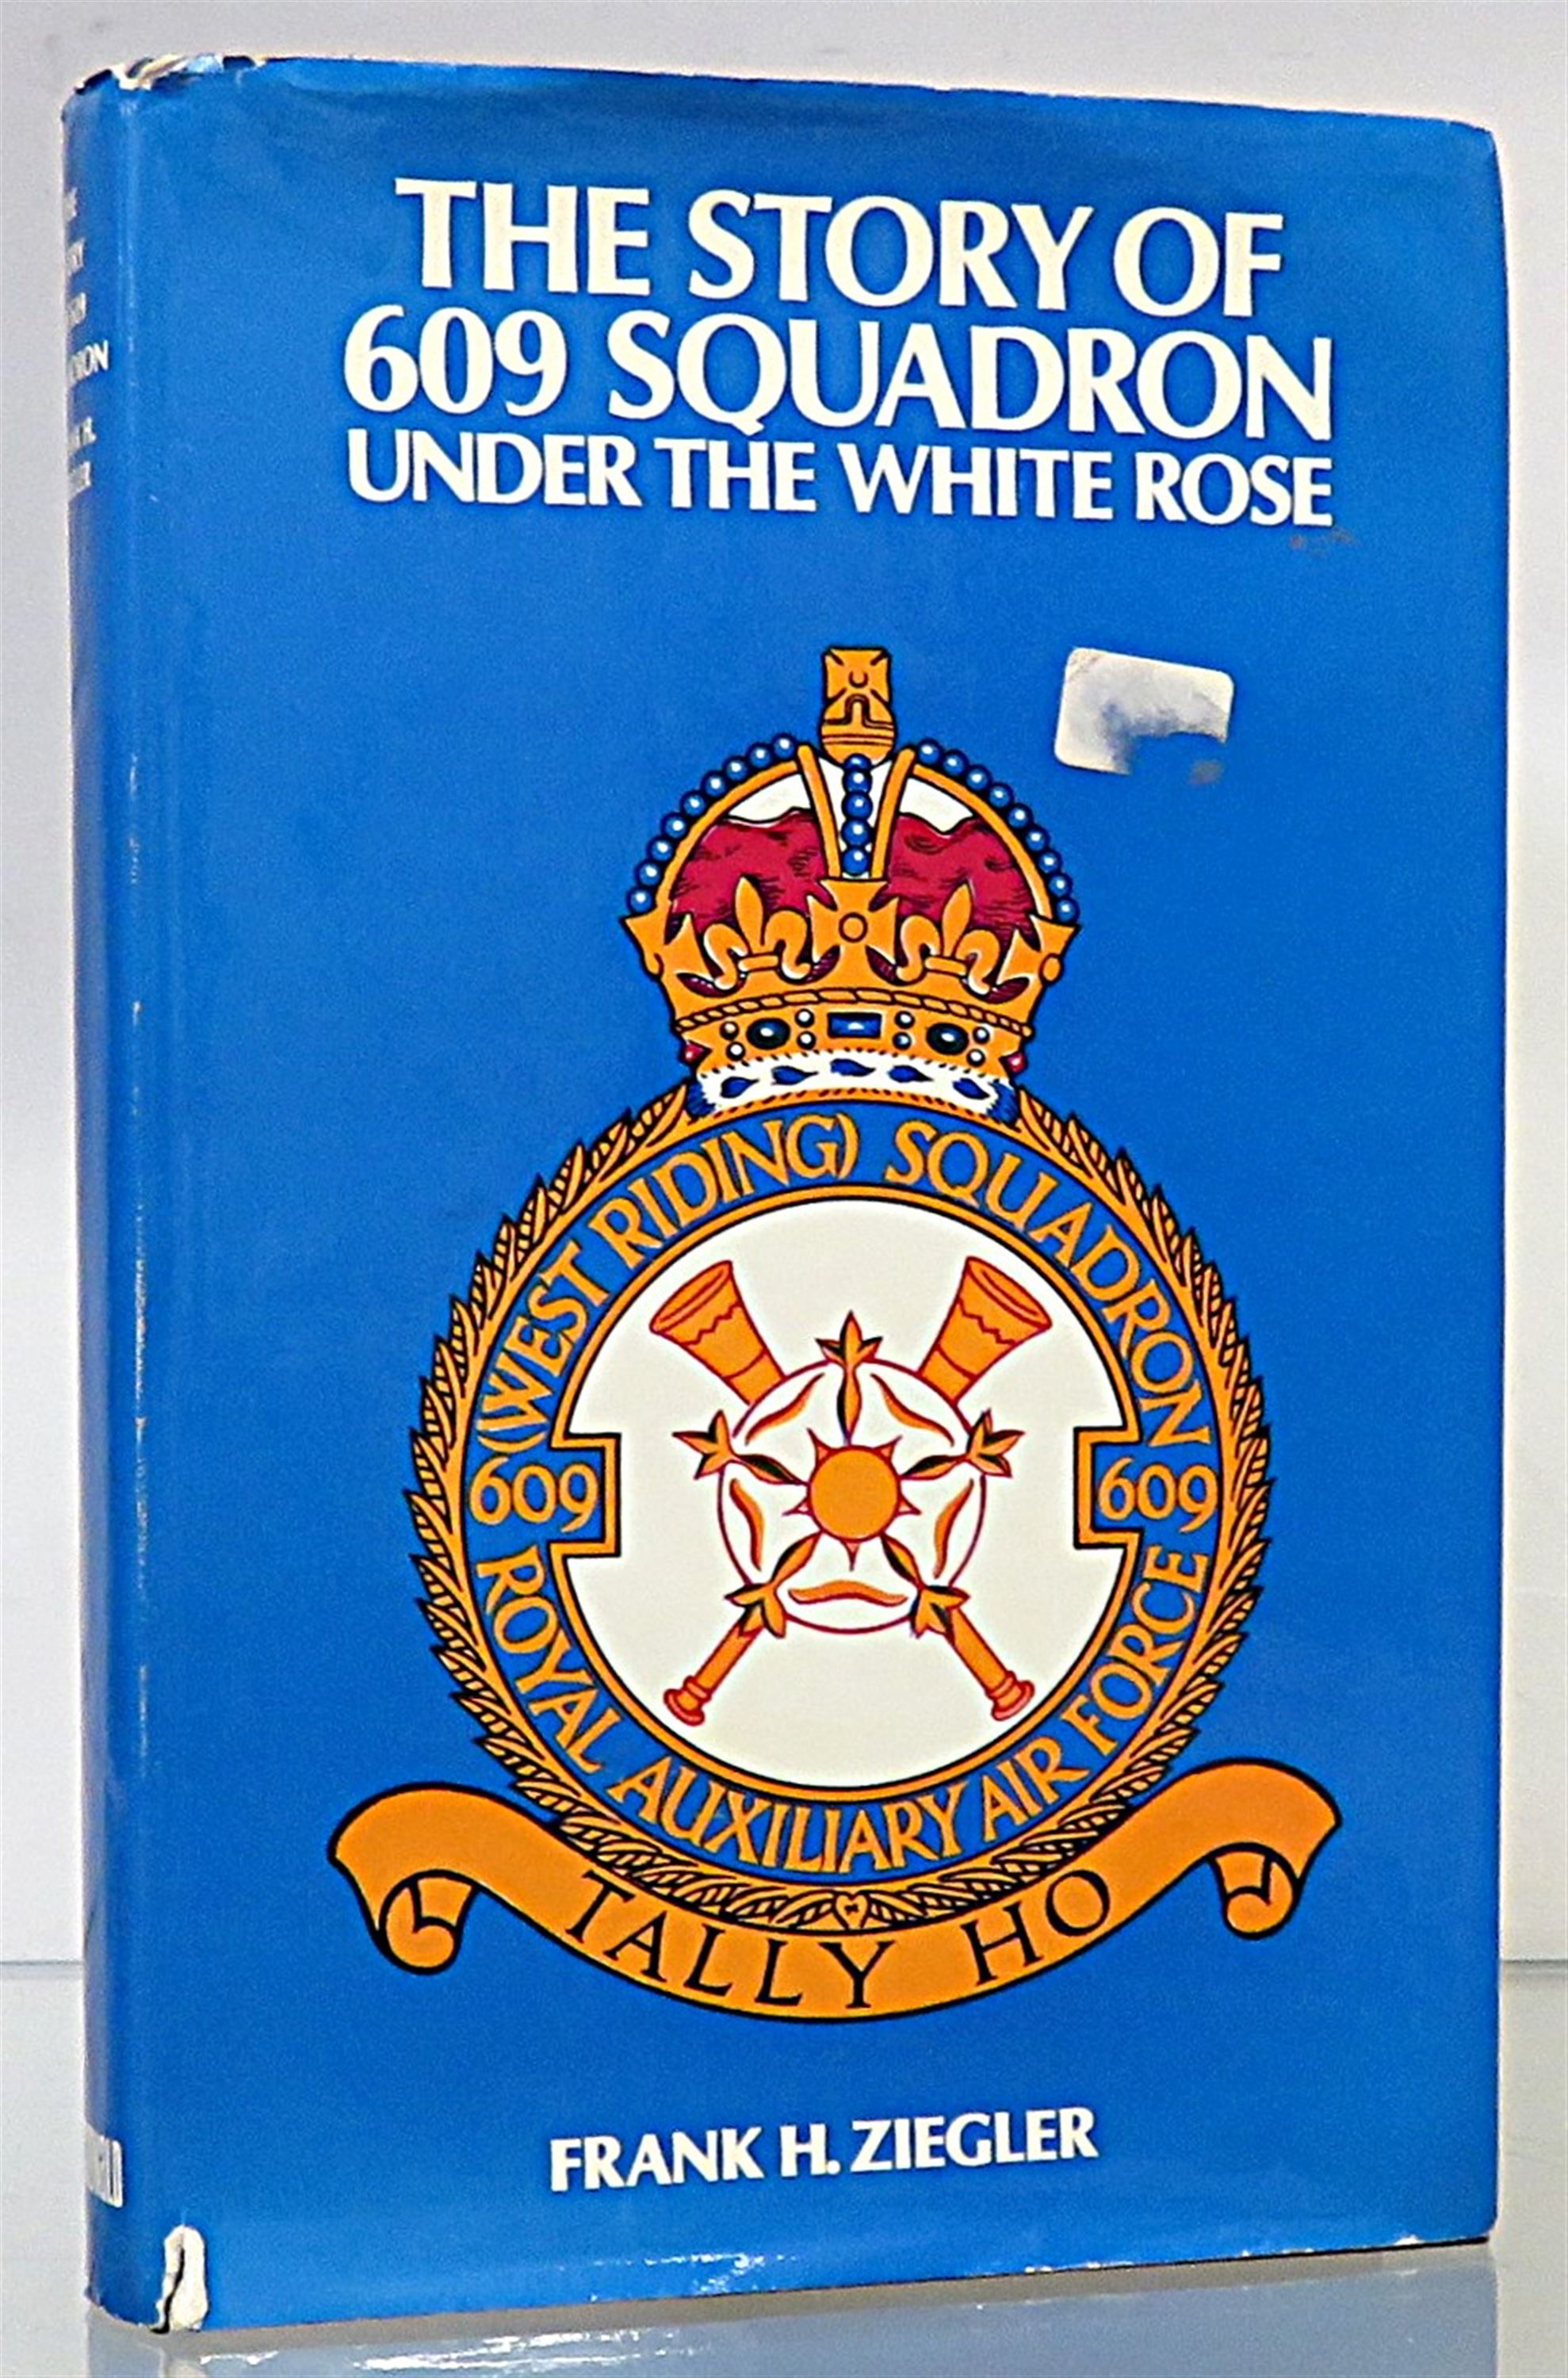 THE STORY OF
609 SQUADRON
UNDER THE WHITE ROSE
(WEST RIDING) SQUADRON
609
609
ROYAL AUXILIARY AIR FORCE
TALLY HO
FRANK H. ZIEGLER